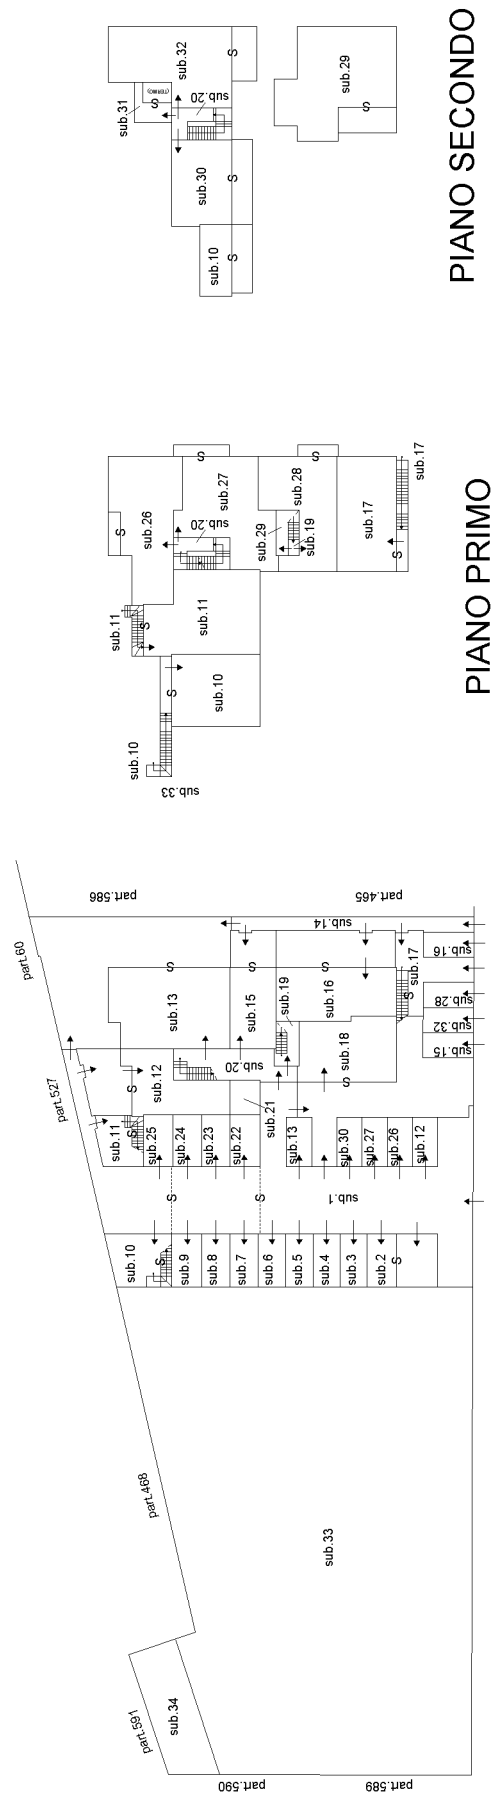 sub.32
(TERMO)
S
S
sub.31
sub.20
sub.29
S
sub.30
S
sub.10
S
PIANO SECONDO
S
sub.27
sub.28
S
sub.17
S
sub.26
sub.20
sub.29
sub.19
sub.17
S
sub.11
S
sub.11
S
sub.10
sub.10
sub.33
PIANO PRIMO
part.586
part.465
part.60
sub.14
sub.17
sub.16
S
sub.13
S
sub.15
sub.19
S
sub.16
S
sub.28
sub.32
sub.15
part.527
sub.12
sub.20
sub.18
S
S
sub.21
sub.11
S
sub.25
sub.24
sub.23
sub.22
sub.13
sub.30
sub.27
sub.26
sub.12
S
S
sub.1
sub.10
S
sub.9
sub.8
sub.7
sub.6
sub.5
sub.4
sub.3
sub.2
S
part.468
sub.33
part.591
sub.34
part.590
part.589